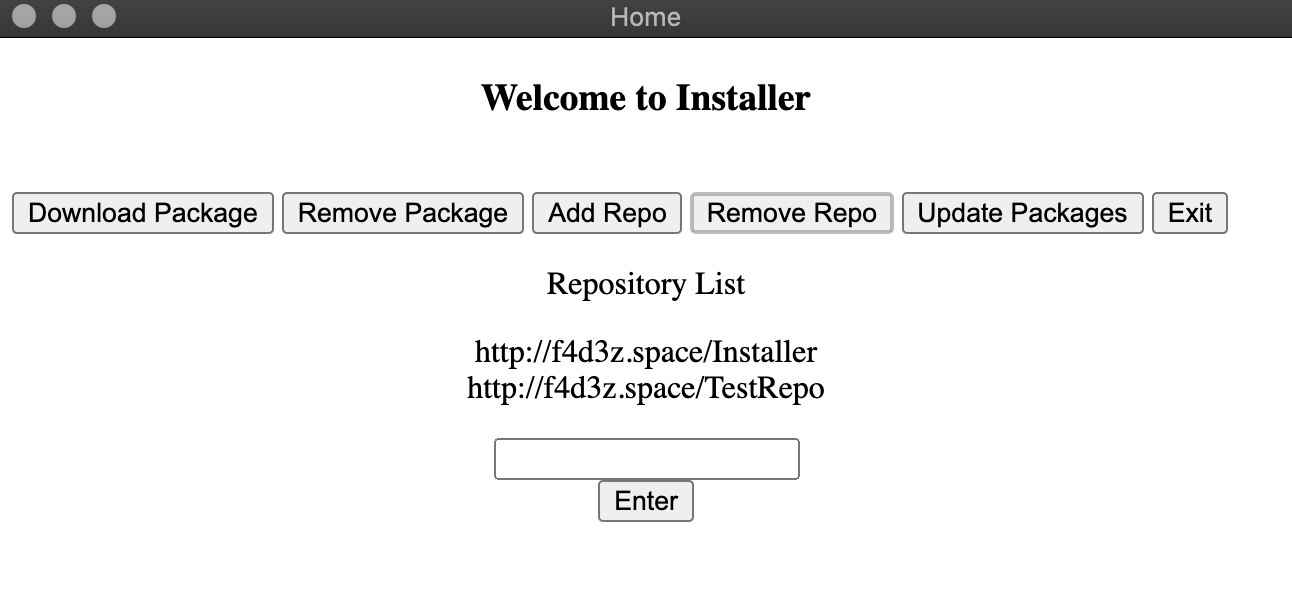 Home
Welcome to Installer
Download Package Remove Package Add Repo Remove Repo Update Packages Exit
Repository List
http://f4d3z.space/Installer
http://f4d3z.space/TestRepo
Enter